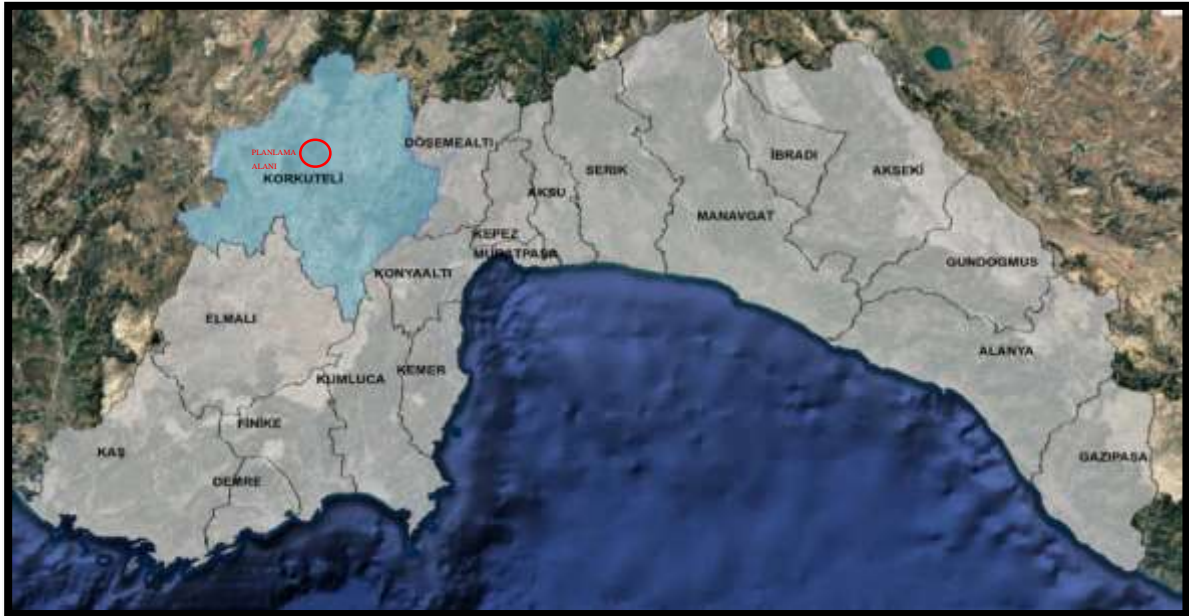 DÖŞEMEALTI
PLANLAMA
ALANI
İBRADI
KORKUTELİ
SERIK
AKSEKİ
AKSU
MANAVGAT
KEPEZ
MURATPAŞA
KONYAALTI
GUNDOGMUS
ELMALI
ALANYA
KUMLUCA
KEMER
FİNİKE
KAŞ
GAZIPASA
DEMRE